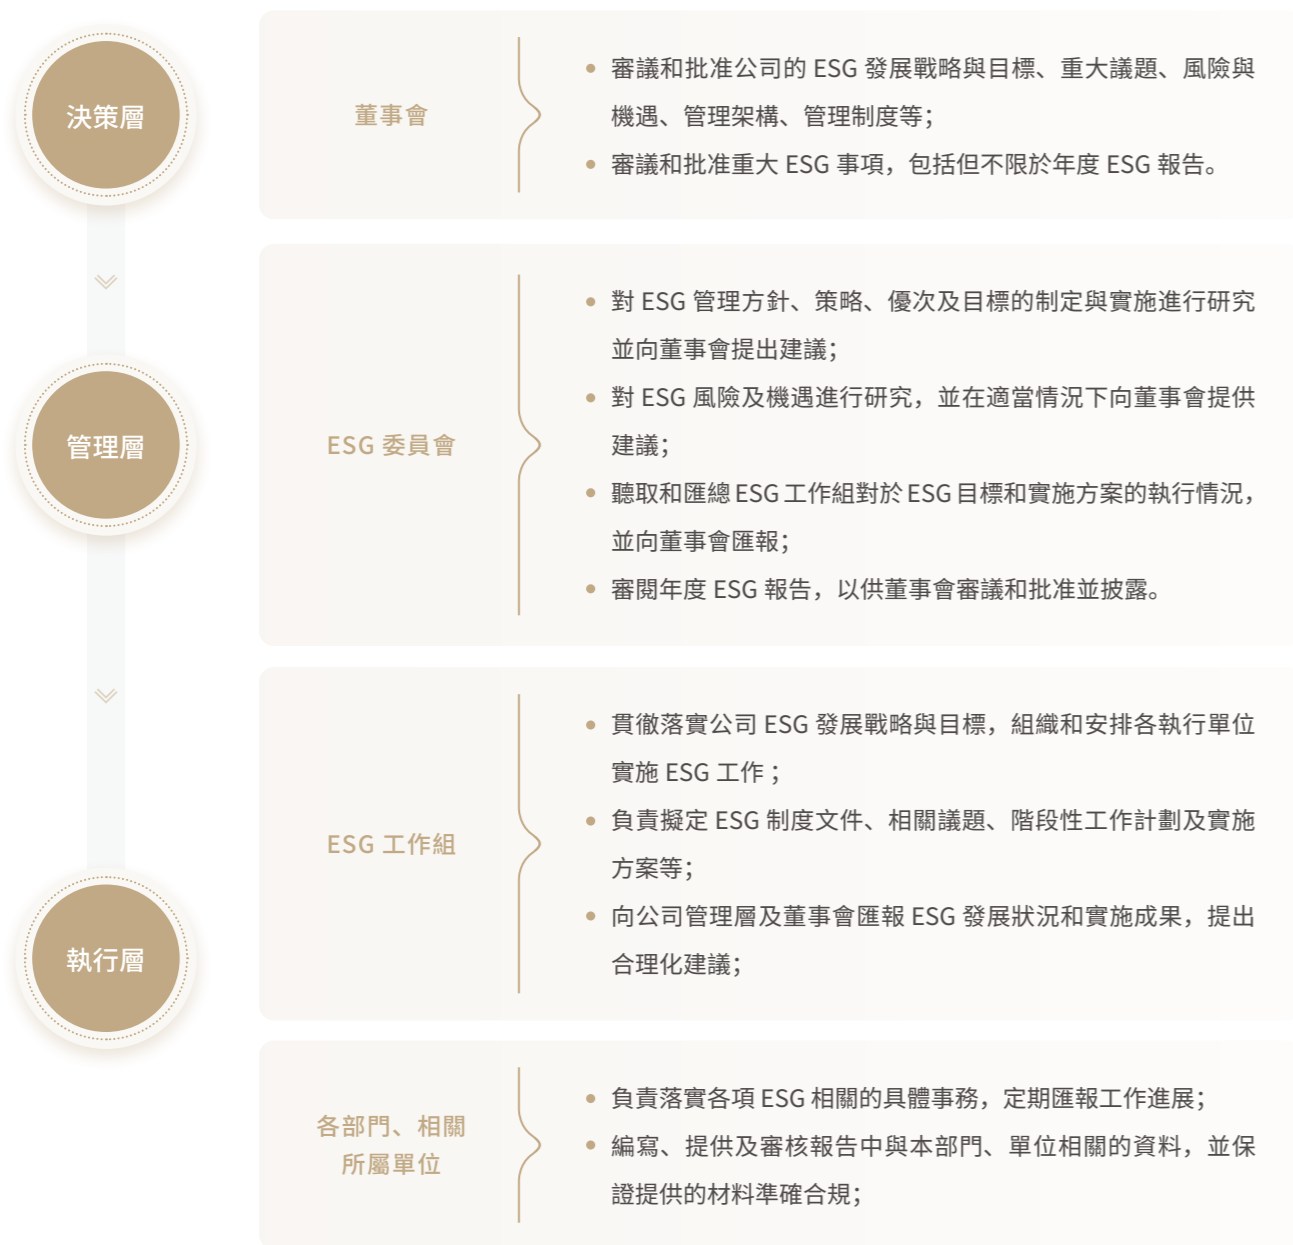 決策層
董事會
審議和批准公司的 ESG 發展戰略與目標、重大議題、風險與
機遇、管理架構、管理制度等；
審議和批准重大 ESG 事項，包括但不限於年度 ESG 報告。
管理層
ESG 委員會
對 ESG 管理方針、策略、優次及目標的制定與實施進行研究
並向董事會提出建議；
對 ESG 風險及機遇進行研究，並在適當情況下向董事會提供
建議；
聽取和匯總 ESG 工作組對於 ESG 目標和實施方案的執行情況，
並向董事會匯報；
審閱年度 ESG 報告，以供董事會審議和批准並披露。
執行層
ESG 工作組
貫徹落實公司 ESG 發展戰略與目標，組織和安排各執行單位
實施 ESG 工作 ；
負責擬定 ESG 制度文件、相關議題、階段性工作計劃及實施
方案等；
向公司管理層及董事會匯報 ESG 發展狀況和實施成果，提出
合理化建議；
各部門、相關
所屬單位
負責落實各項 ESG 相關的具體事務，定期匯報工作進展；
編寫、提供及審核報告中與本部門、單位相關的資料，並保
證提供的材料準確合規；